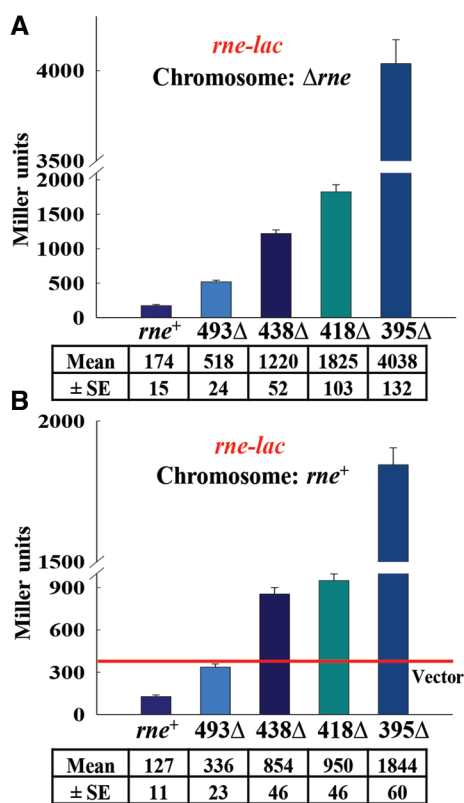 A
rne-lac
Chromosome: Δrne
Miller units
4000
3500
2000
1500
1000
500
0
rne+ 493Δ 438Δ 418Δ 395Δ
Mean 174 518 1220 1825 4038
± SE 15 24 52 103 132
B
rne-lac
Chromosome: rne+
Miller units
2000
1500
900
600
300
0
Vector
rne+ 493Δ 438Δ 418Δ 395Δ
Mean 127 336 854 950 1844
± SE 11 23 46 46 60